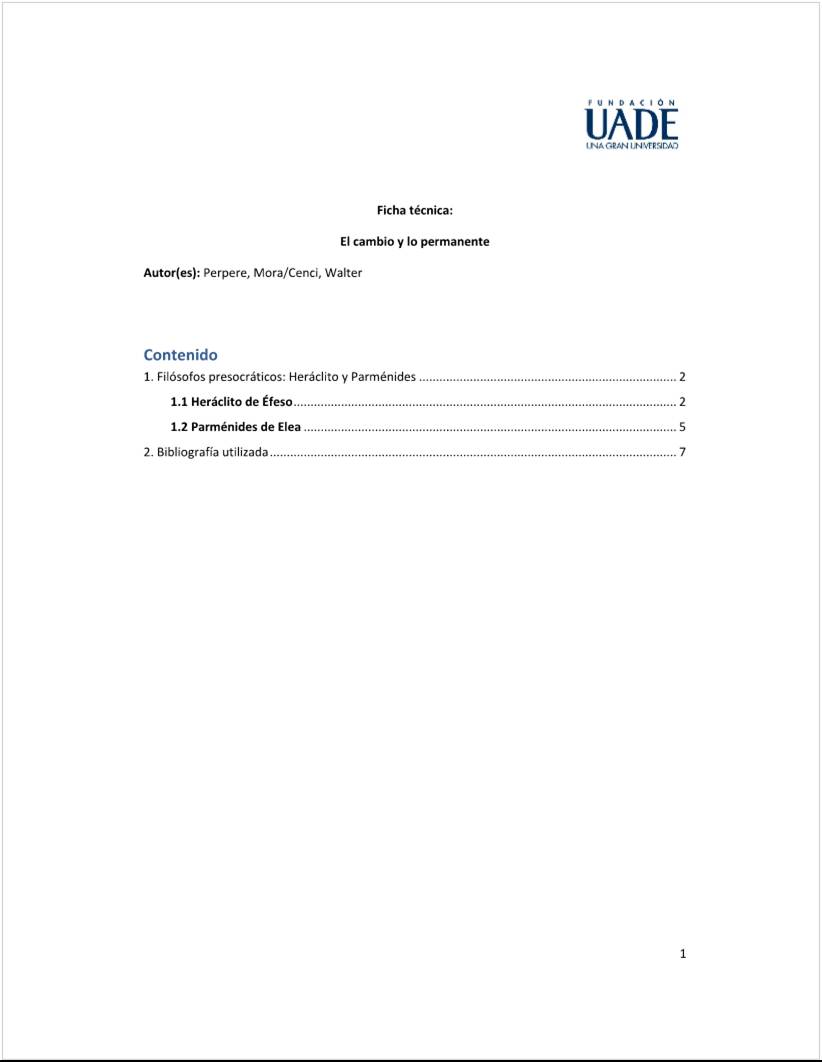 FUNDACIÓN
UADE
UNA GRAN UNIVERSIDAD
Ficha técnica:
El cambio y lo permanente
Autor(es): Perpere, Mora/Cenci, Walter
Contenido
1. Filósofos presocráticos: Heráclito y Parménides ............................................................................ 2
1.1 Heráclito de Éfeso................................................................................................................. 2
1.2 Parménides de Elea .............................................................................................................. 5
2. Bibliografía utilizada........................................................................................................................ 7
1